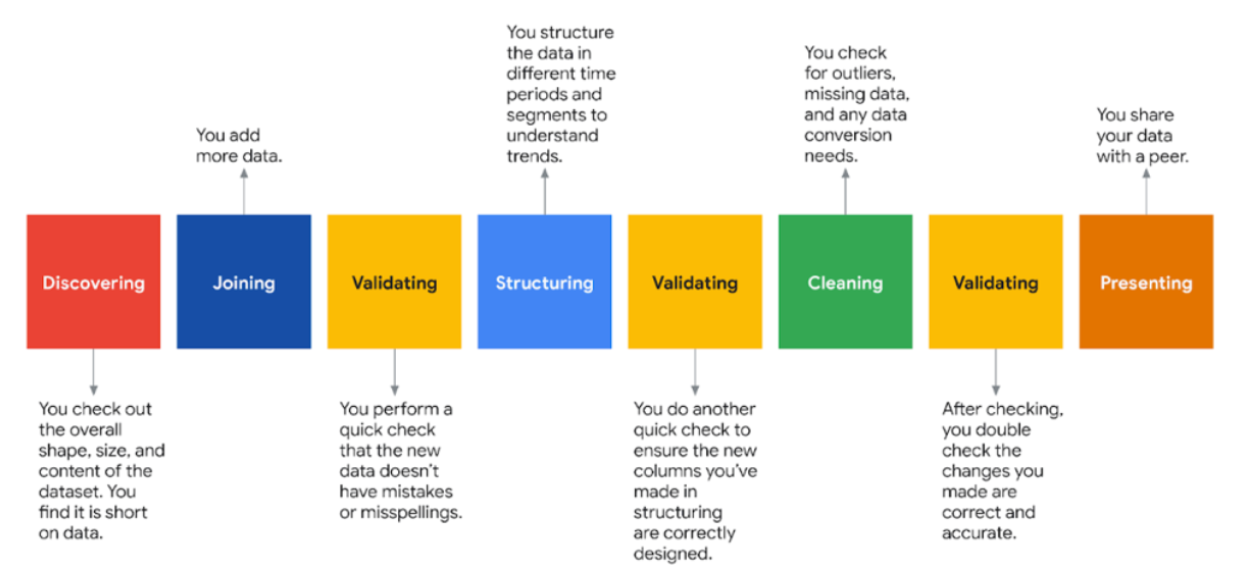 You add
more data.
You structure
the data in
different time
periods and
segments to
understand
trends.
You check
for outliers,
missing data,
and any data
conversion
needs.
You share
your data
with a peer.
Discovering
Joining
Validating
Structuring
Validating
Cleaning
Validating
Presenting
You check out
the overall
shape, size, and
content of the
dataset. You
find it is short
on data.
You perform a
quick check
that the new
data doesn't
have mistakes
or misspellings.
You do another
quick check to
ensure the new
columns you've
made in
structuring
are correctly
designed.
After checking,
you double
check the
changes you
made are
correct and
accurate.